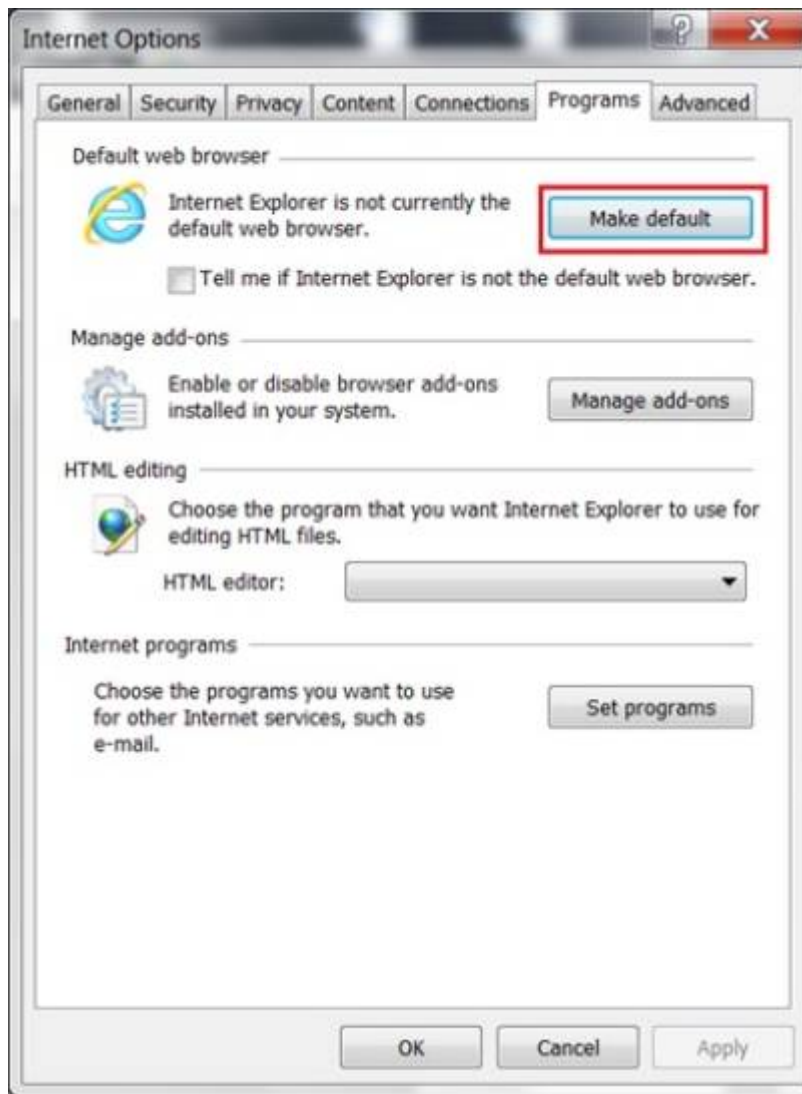 Internet Options
General Security Privacy Content Connections Programs Advanced
Default web browser
Internet Explorer is not currently the
default web browser.
Make default
Tell me if Internet Explorer is not the default web browser.
Manage add-ons
Enable or disable browser add-ons
installed in your system.
Manage add-ons
HTML editing
Choose the program that you want Internet Explorer to use for
editing HTML files.
HTML editor:
Internet programs
Choose the programs you want to use
for other Internet services, such as
e-mail.
Set programs
OK Cancel Apply